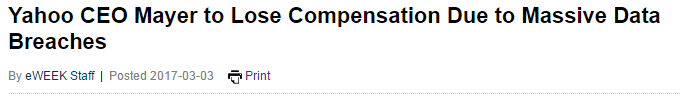 Yahoo CEO Mayer to Lose Compensation Due to Massive Data
Breaches
By eWEEK Staff | Posted 2017-03-03 Print